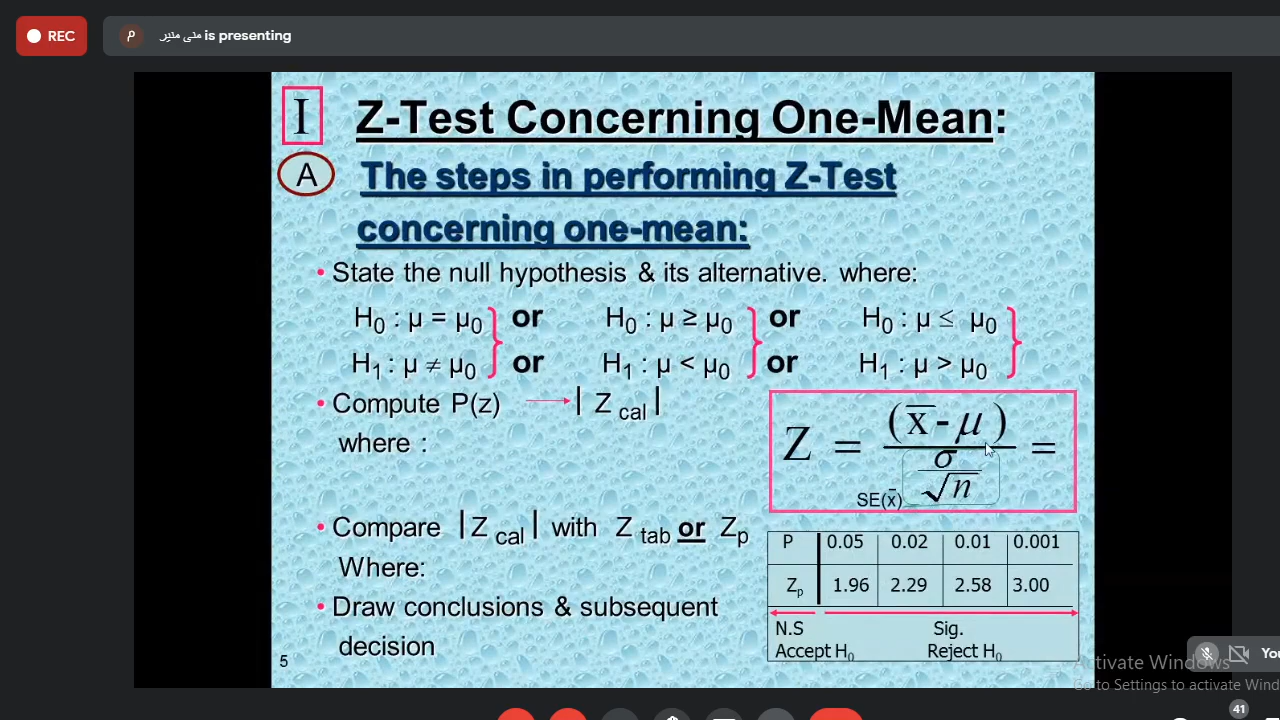 REC
منى منير is presenting
I Z-Test Concerning One-Mean:
A The steps in performing Z-Test
concerning one-mean:
• State the null hypothesis & its alternative. where:
H₀ : μ = μ₀ or H₀ : μ ≥ μ₀ or H₀ : μ ≤ μ₀
H₁ : μ ≠ μ₀ or H₁ : μ < μ₀ or H₁ : μ > μ₀
• Compute P(z) → | Z cal |
where :
Z = (x̄ - μ) / (σ / √n) =
SE(x̄)
• Compare |Z cal| with Z tab or Zp
Where:
• Draw conclusions & subsequent
decision
P 0.05 0.02 0.01 0.001
Zp 1.96 2.29 2.58 3.00
N.S Sig.
Accept H₀ Reject H₀
5
You
Activate Windows
Go to Settings to activate Wind
41